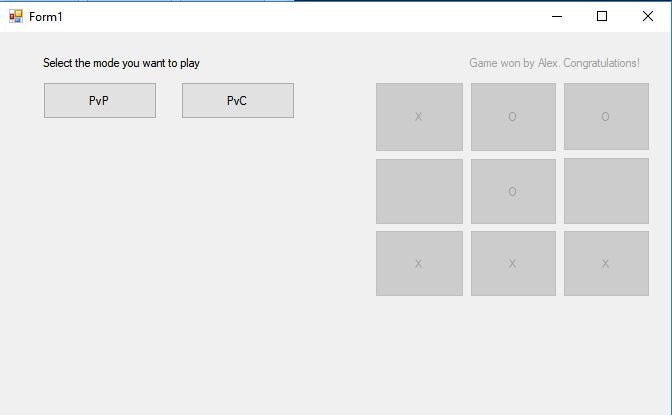 Form1
Select the mode you want to play
Game won by Alex. Congratulations!
PvP PvC
X O O
O
X X X